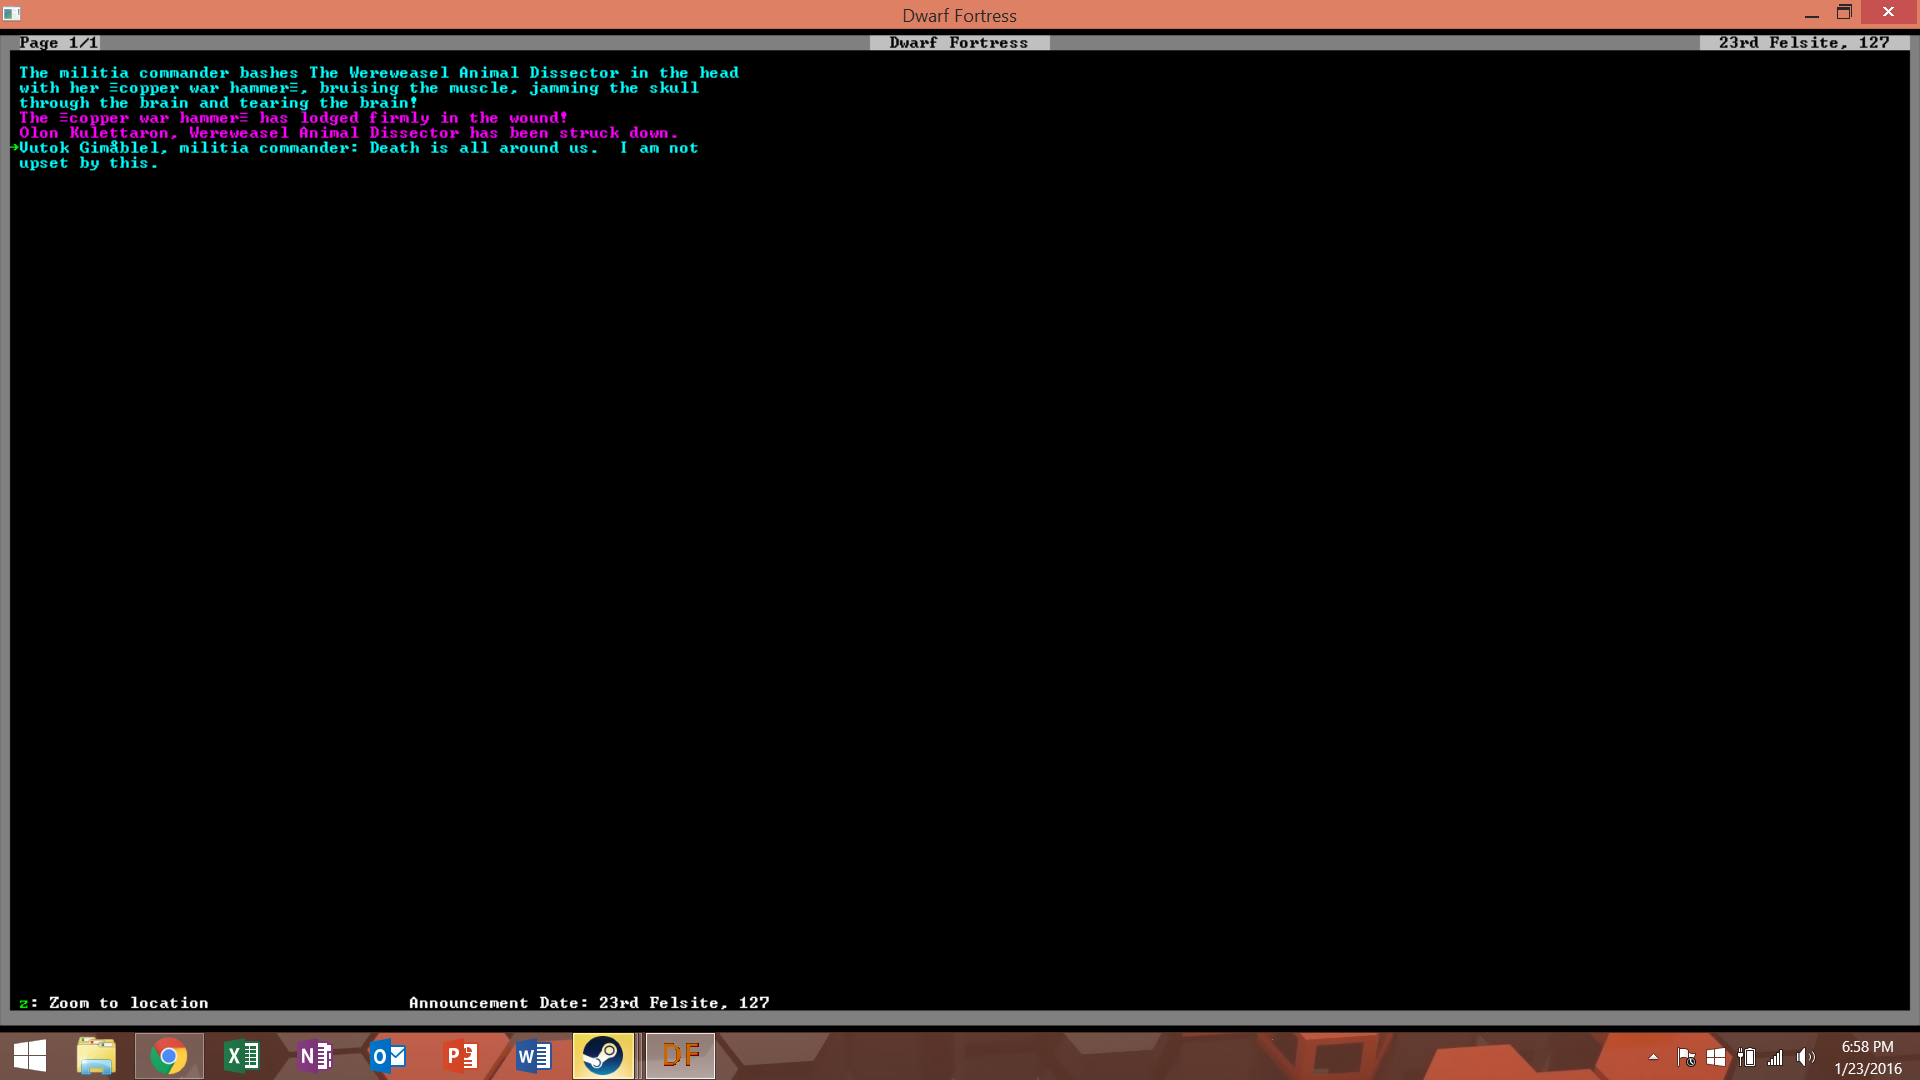 Dwarf Fortress
Page 1/1
Dwarf Fortress
23rd Felsite, 127
The militia commander bashes The Wereweasel Animal Dissector in the head
with her ≡copper war hammer≡, bruising the muscle, jamming the skull
through the brain and tearing the brain!
The ≡copper war hammer≡ has lodged firmly in the wound!
Olon Kulettaron, Wereweasel Animal Dissector has been struck down.
→Vutok Gimåblel, militia commander: Death is all around us.  I am not
upset by this.
z: Zoom to location
Announcement Date: 23rd Felsite, 127
DF
6:58 PM
1/23/2016